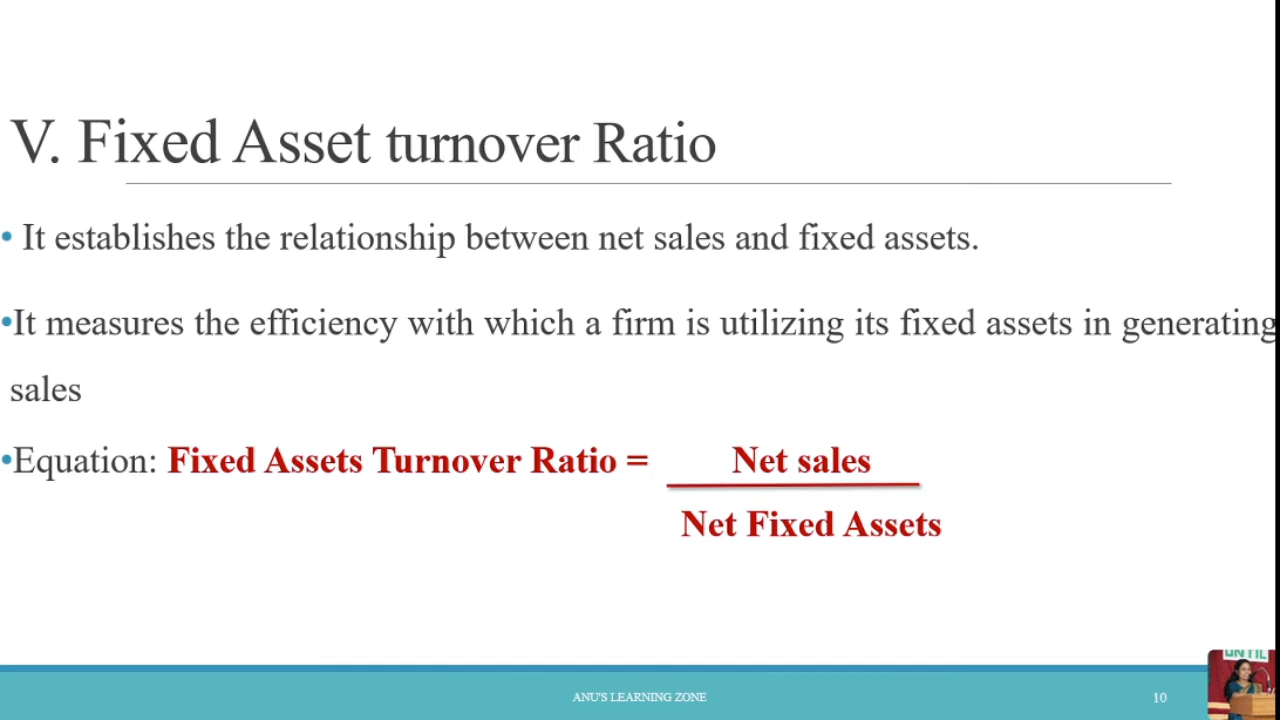 V. Fixed Asset turnover Ratio
• It establishes the relationship between net sales and fixed assets.
•It measures the efficiency with which a firm is utilizing its fixed assets in generating
sales
•Equation: Fixed Assets Turnover Ratio = Net sales
Net Fixed Assets
ANU'S LEARNING ZONE
10